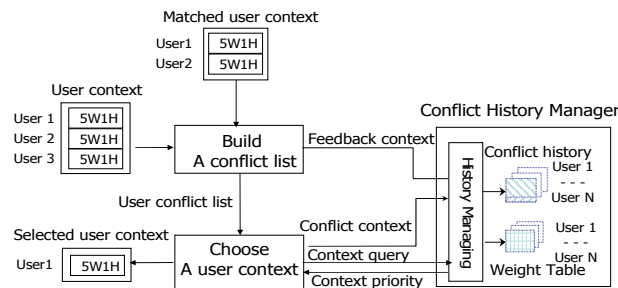 Matched user context
User1 5W1H
User2 5W1H
User context
User 1 5W1H
User 2 5W1H
User 3 5W1H
Build
A conflict list
Feedback context
User conflict list
Conflict History Manager
History Managing
Conflict history
User 1
- - -
User N
User 1
- - -
User N
Weight Table
Selected user context
User1 5W1H
Choose
A user context
Conflict context
Context query
Context priority